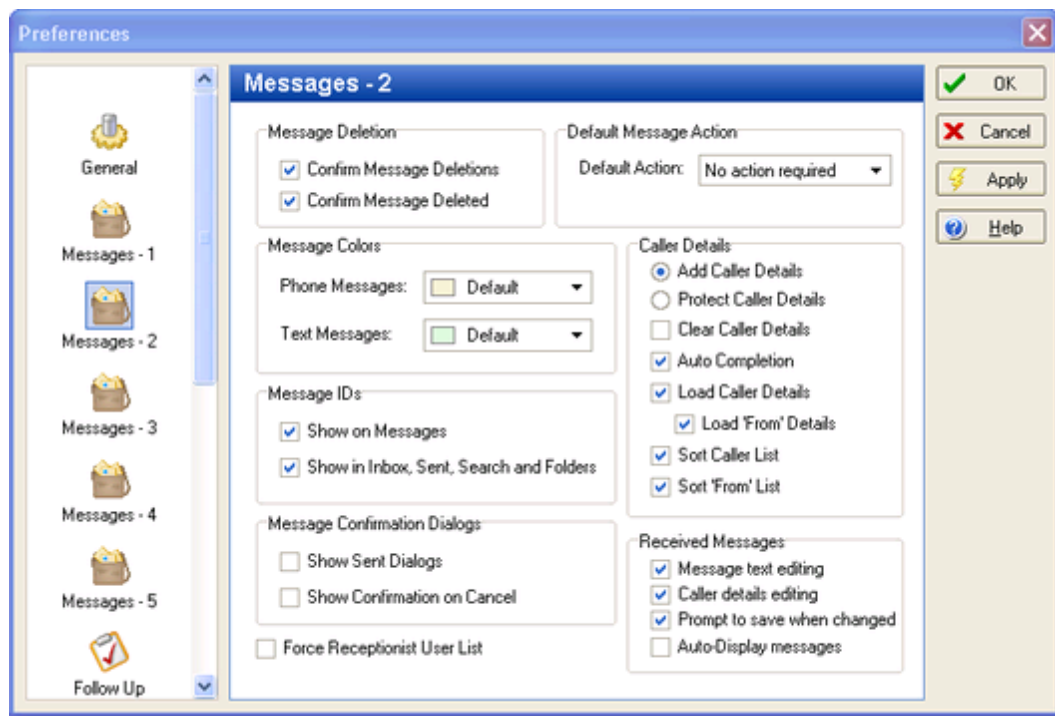 Preferences
General
Messages - 1
Messages - 2
Messages - 3
Messages - 4
Messages - 5
Follow Up
Messages - 2
Message Deletion
Confirm Message Deletions
Confirm Message Deleted
Default Message Action
Default Action: No action required
Message Colors
Phone Messages: Default
Text Messages: Default
Message IDs
Show on Messages
Show in Inbox, Sent, Search and Folders
Message Confirmation Dialogs
Show Sent Dialogs
Show Confirmation on Cancel
Force Receptionist User List
Caller Details
Add Caller Details
Protect Caller Details
Clear Caller Details
Auto Completion
Load Caller Details
Load 'From' Details
Sort Caller List
Sort 'From' List
Received Messages
Message text editing
Caller details editing
Prompt to save when changed
Auto-Display messages
OK
Cancel
Apply
Help